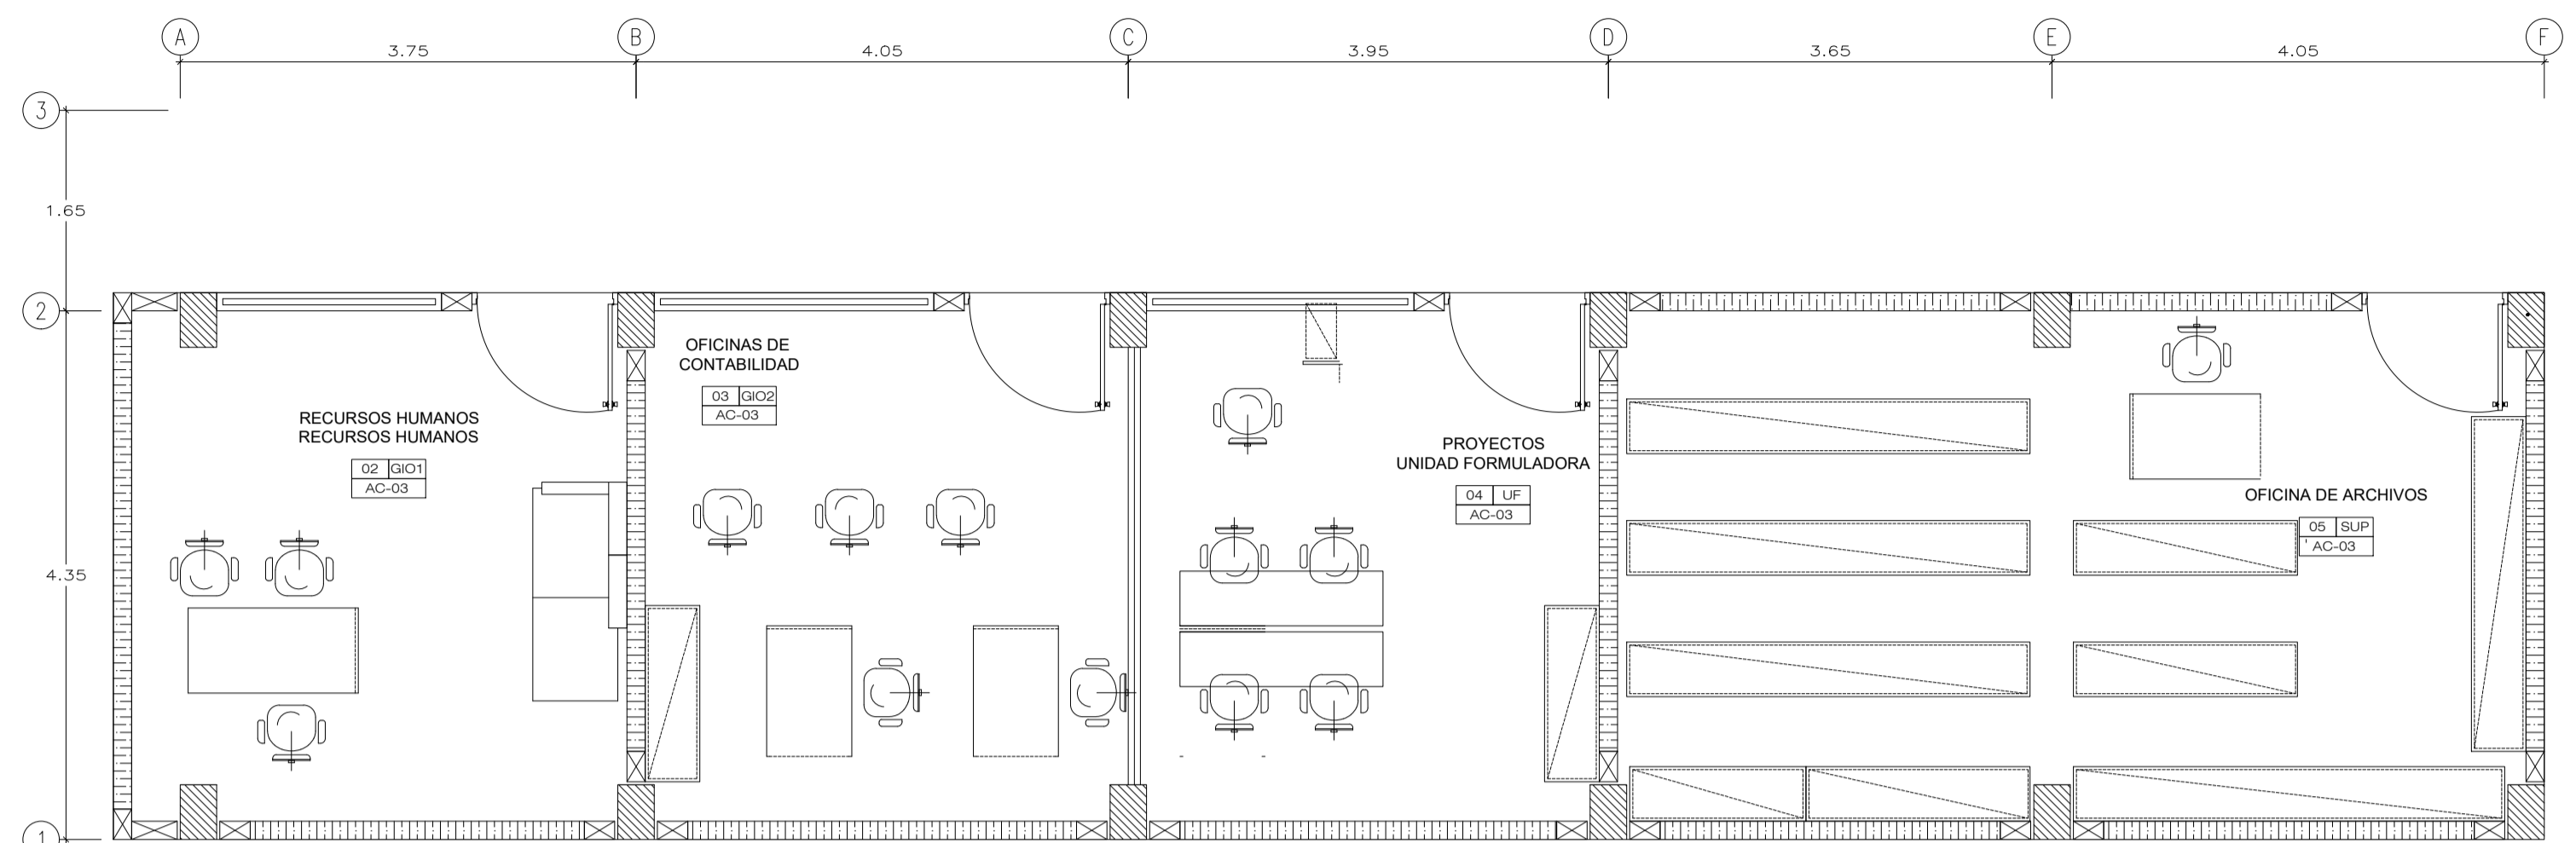 A B C D E F
3.75 4.05 3.95 3.65 4.05
3
1.65
2
OFICINAS DE
CONTABILIDAD
03 GIO2
AC-03
RECURSOS HUMANOS
RECURSOS HUMANOS
02 GIO1
AC-03
PROYECTOS
UNIDAD FORMULADORA
04 UF
AC-03
OFICINA DE ARCHIVOS
05 SUP
AC-03
4.35
1